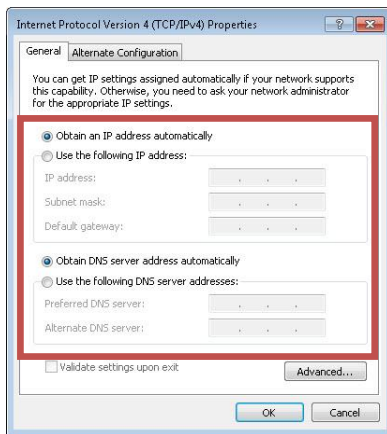 Internet Protocol Version 4 (TCP/IPv4) Properties
General
Alternate Configuration
You can get IP settings assigned automatically if your network supports
this capability. Otherwise, you need to ask your network administrator
for the appropriate IP settings.
Obtain an IP address automatically
Use the following IP address:
IP address:
Subnet mask:
Default gateway:
Obtain DNS server address automatically
Use the following DNS server addresses:
Preferred DNS server:
Alternate DNS server:
Validate settings upon exit
Advanced...
OK
Cancel